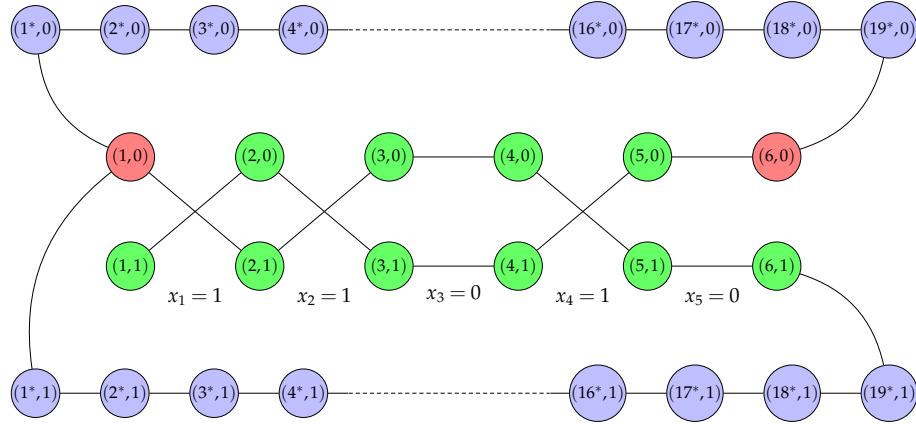 (1*,0) (2*,0) (3*,0) (4*,0) (16*,0) (17*,0) (18*,0) (19*,0)
(1,0) (2,0) (3,0) (4,0) (5,0) (6,0)
(1,1) (2,1) (3,1) (4,1) (5,1) (6,1)
x₁ = 1 x₂ = 1 x₃ = 0 x₄ = 1 x₅ = 0
(1*,1) (2*,1) (3*,1) (4*,1) (16*,1) (17*,1) (18*,1) (19*,1)